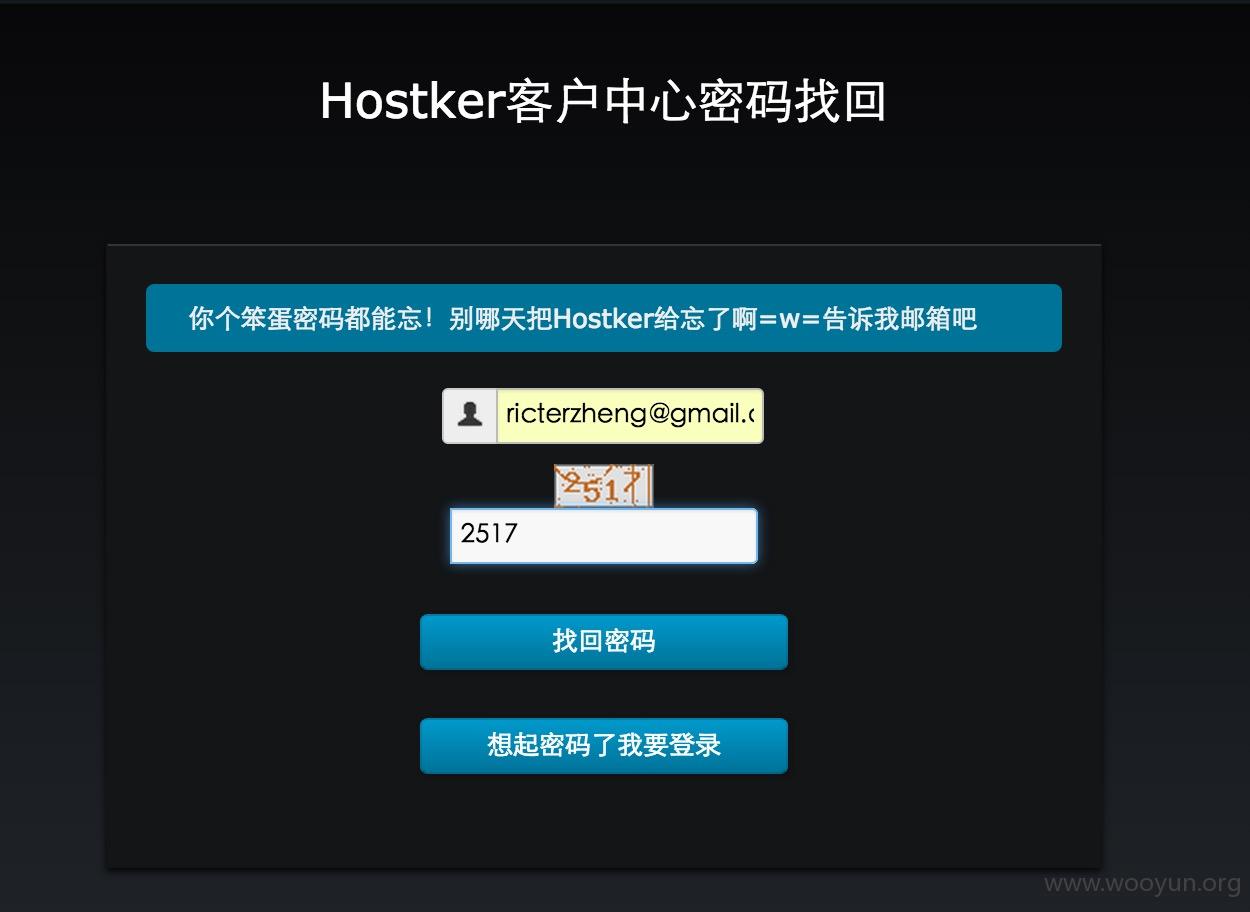 Hostker客户中心密码找回
你个笨蛋密码都能忘！别哪天把Hostker给忘了啊=w=告诉我邮箱吧
ricterzheng@gmail.c
2517
2517
找回密码
想起密码了我要登录
www.wooyun.org